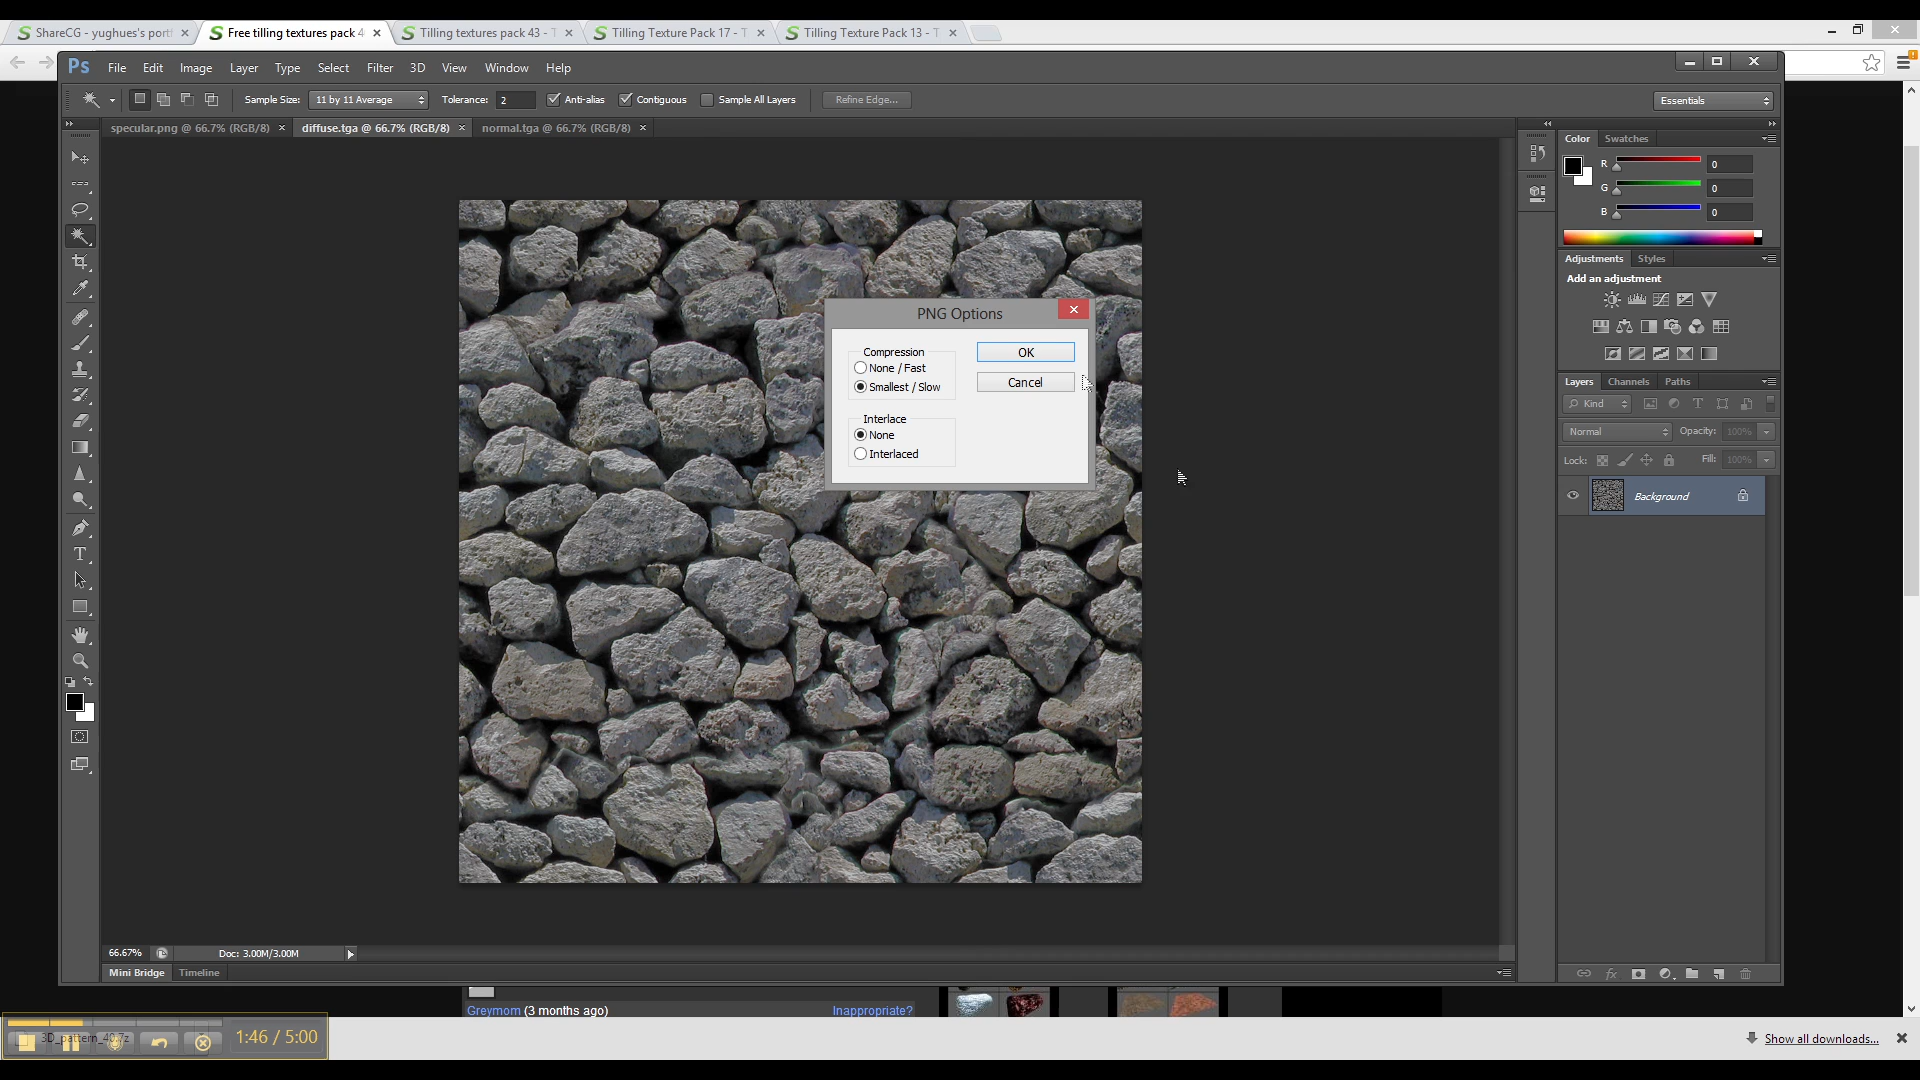 ShareCG - yughues's port
Free tilling textures pack 4
Tilling textures pack 43 - T
Tilling Texture Pack 17 - T
Tilling Texture Pack 13 - T
Ps File Edit Image Layer Type Select Filter 3D View Window Help
Sample Size: 11 by 11 Average Tolerance: 2 Anti-alias Contiguous Sample All Layers Refine Edge... Essentials
specular.png @ 66.7% (RGB/8) diffuse.tga @ 66.7% (RGB/8) normal.tga @ 66.7% (RGB/8)
Color Swatches
R 0
G 0
B 0
Adjustments Styles
Add an adjustment
PNG Options
Compression
None / Fast
Smallest / Slow
Interlace
None
Interlaced
OK
Cancel
Layers Channels Paths
Kind
Normal Opacity: 100%
Lock: Fill: 100%
Background
66.67% Doc: 3.00M/3.00M
Mini Bridge Timeline
Greymom (3 months ago) Inappropriate?
3D_pattern_40.7z
1:46 / 5:00
Show all downloads...